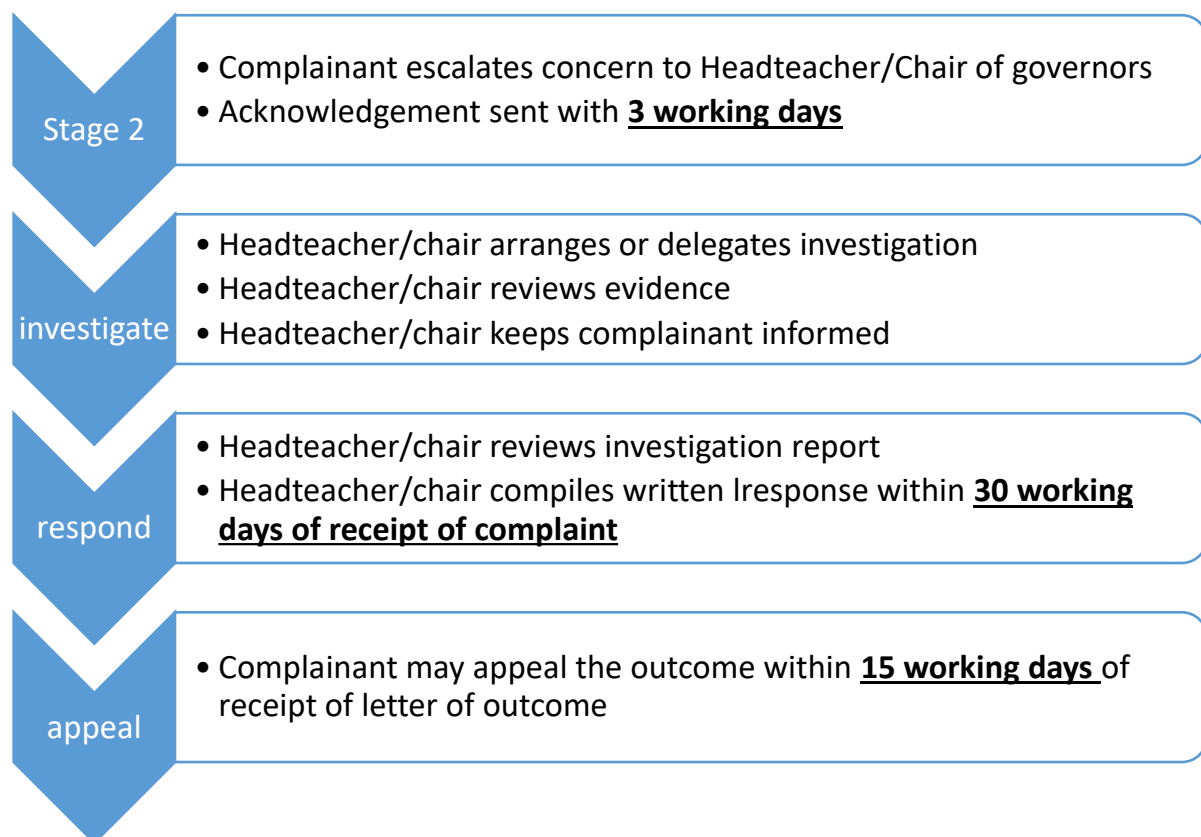 Stage 2
• Complainant escalates concern to Headteacher/Chair of governors
• Acknowledgement sent with 3 working days
investigate
• Headteacher/chair arranges or delegates investigation
• Headteacher/chair reviews evidence
• Headteacher/chair keeps complainant informed
respond
• Headteacher/chair reviews investigation report
• Headteacher/chair compiles written lresponse within 30 working
days of receipt of complaint
appeal
• Complainant may appeal the outcome within 15 working days of
receipt of letter of outcome